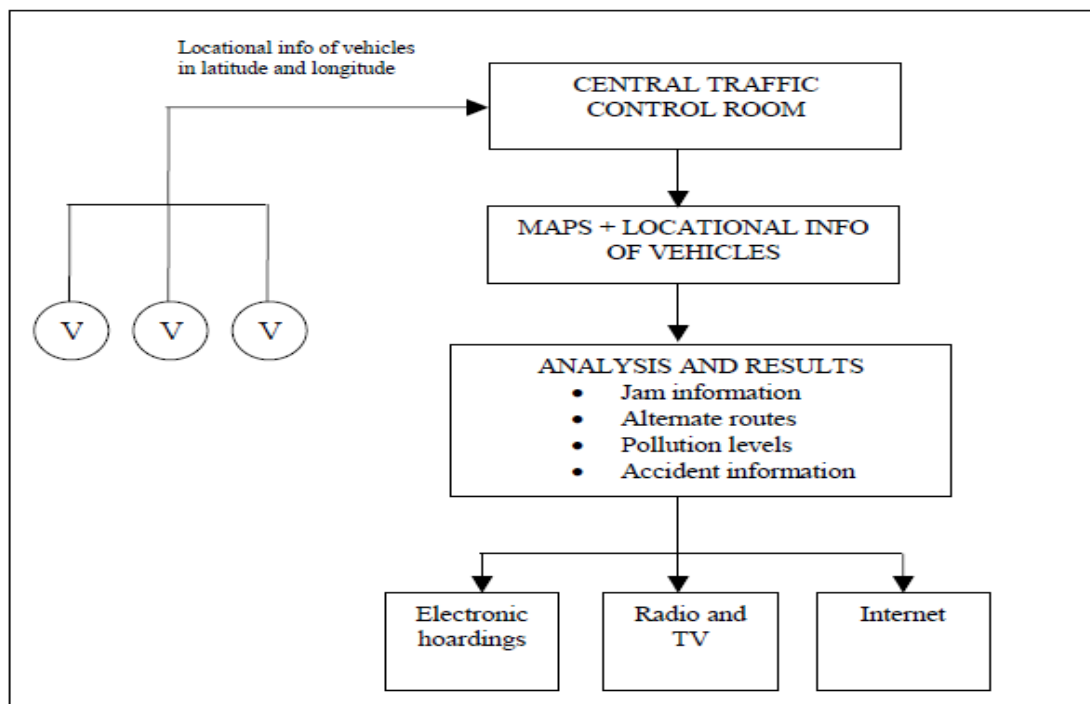 Locational info of vehicles
in latitude and longitude
CENTRAL TRAFFIC
CONTROL ROOM
MAPS + LOCATIONAL INFO
OF VEHICLES
V V V
ANALYSIS AND RESULTS
• Jam information
• Alternate routes
• Pollution levels
• Accident information
Electronic
hoardings
Radio and
TV
Internet